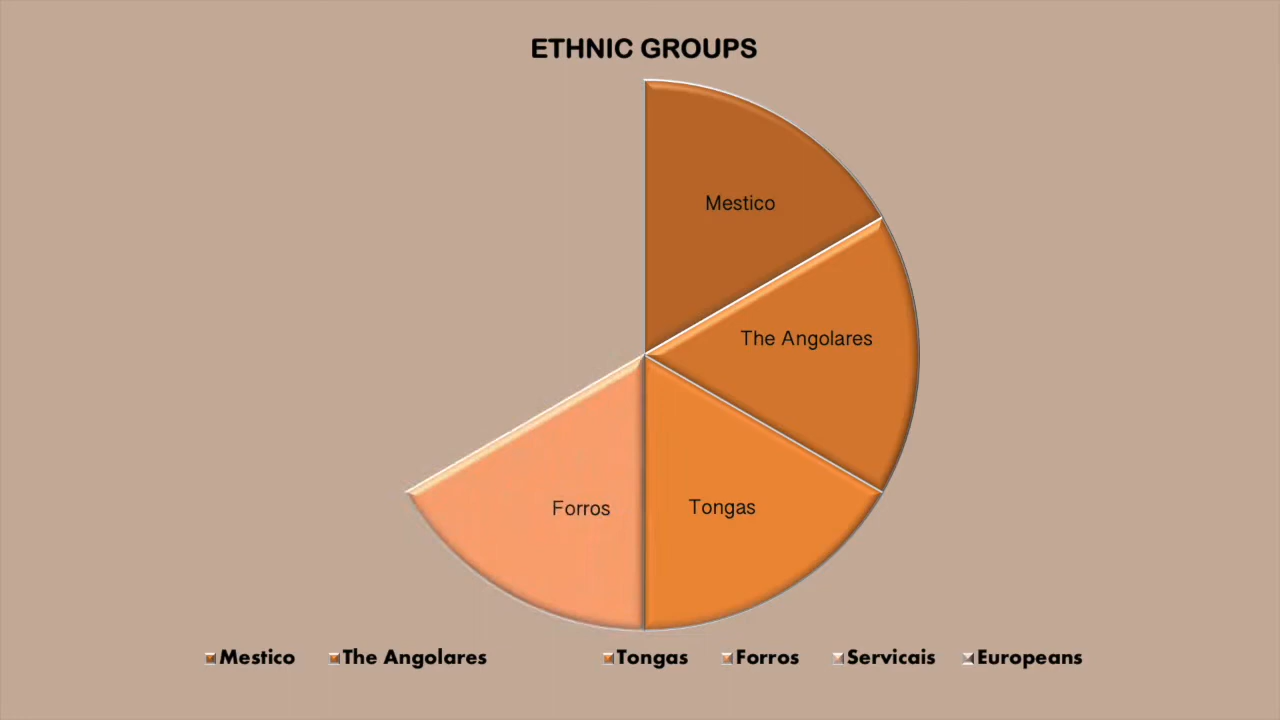 ETHNIC GROUPS
Mestico
The Angolares
Forros
Tongas
Mestico The Angolares Tongas Forros Servicais Europeans